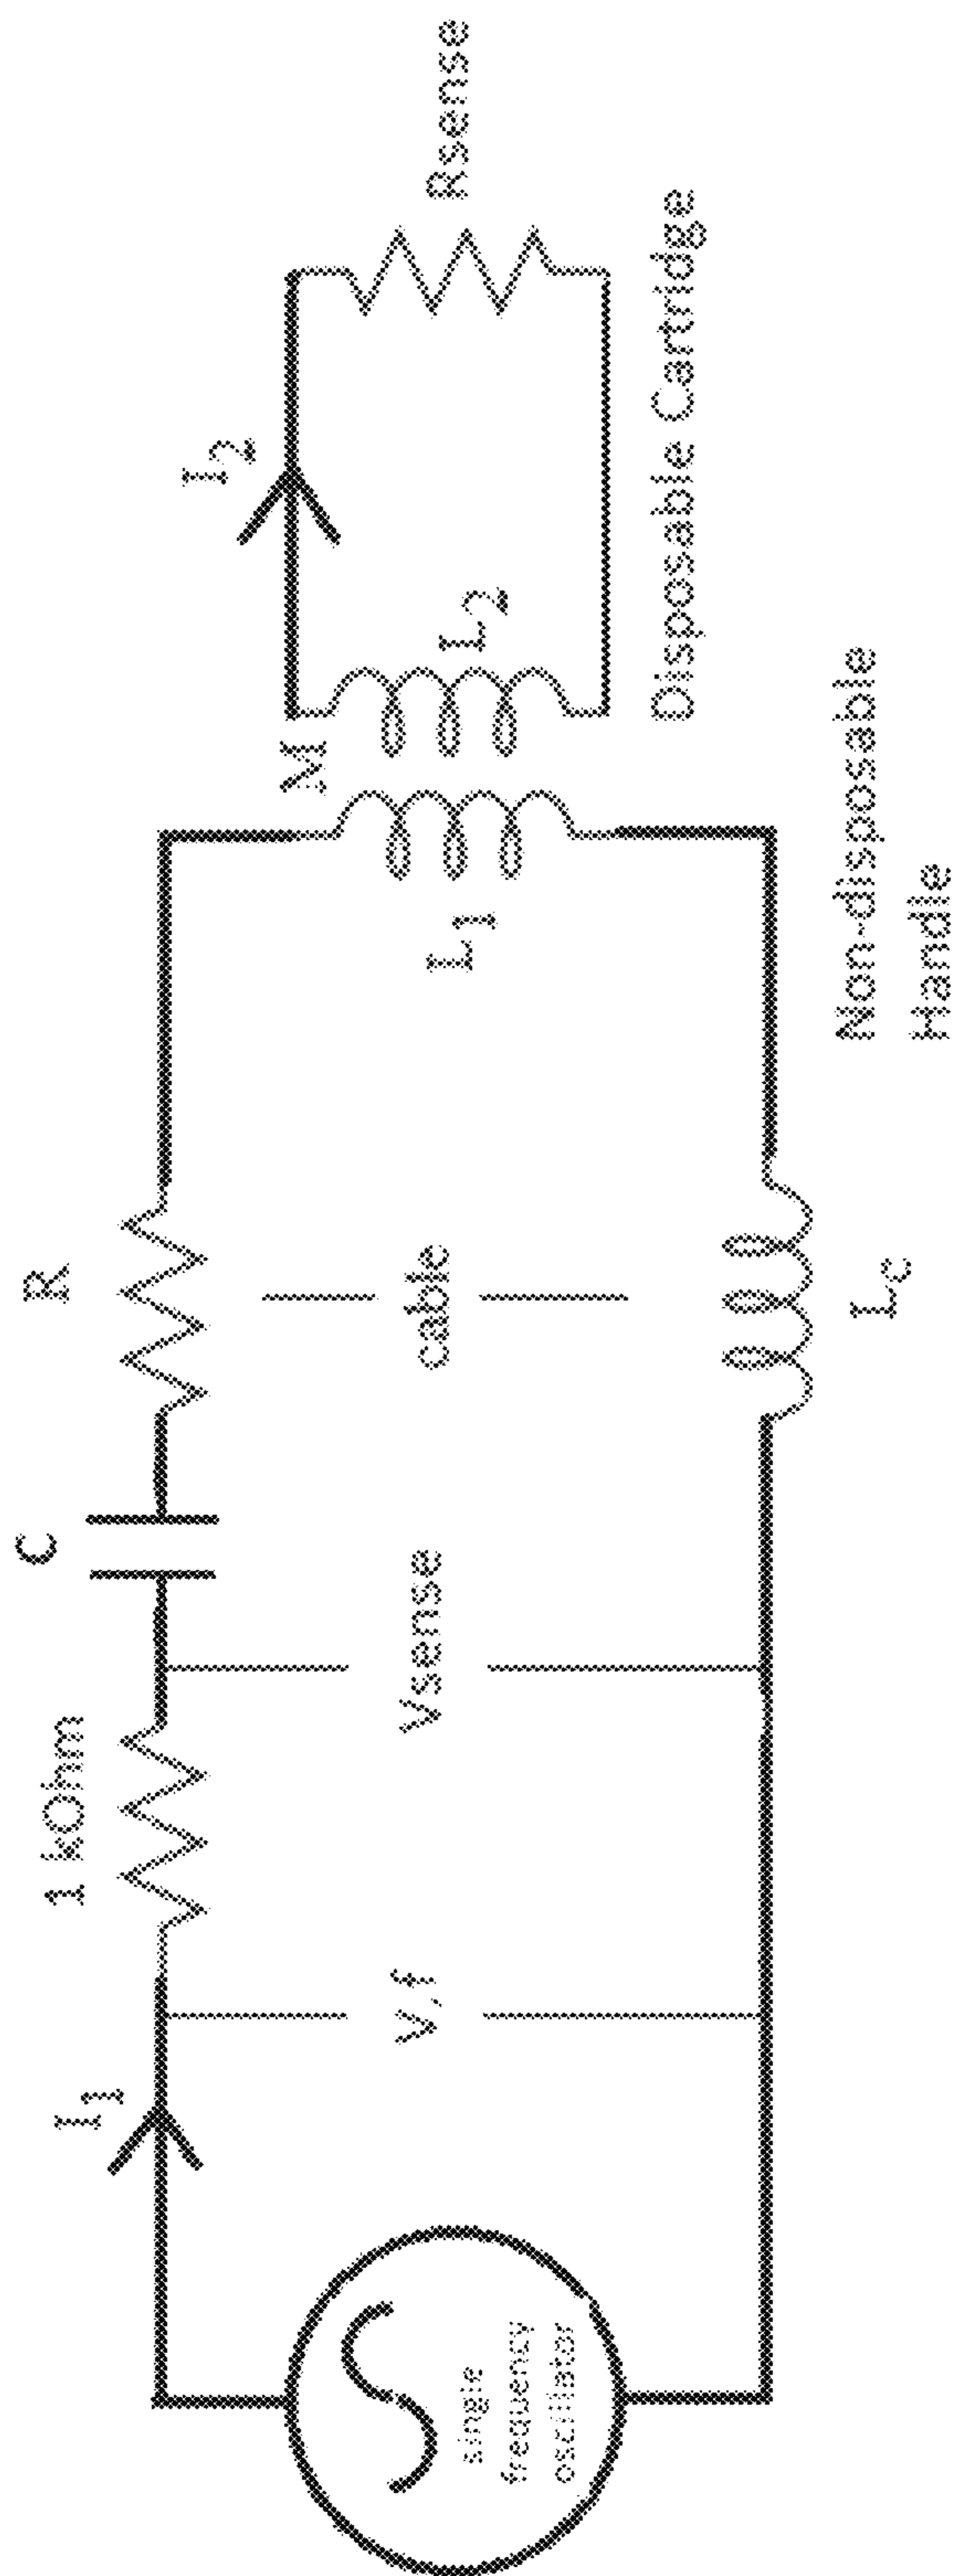 I1
1 kOhm
C
R
V,f
Vsense
cable
Lc
single
frequency
oscillator
L1
M
L2
I2
Rsense
Disposable Cartridge
Non-disposable
Handle